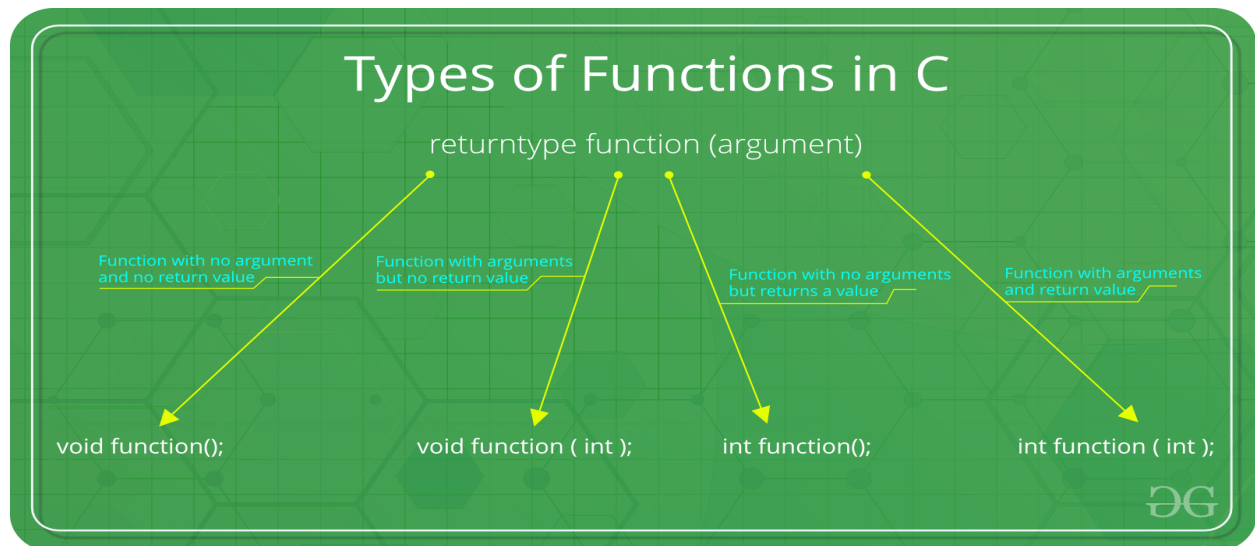 Types of Functions in C
returntype function (argument)
Function with no argument
and no return value
Function with arguments
but no return value
Function with no arguments
but returns a value
Function with arguments
and return value
void function();
void function ( int );
int function();
int function ( int );
GG